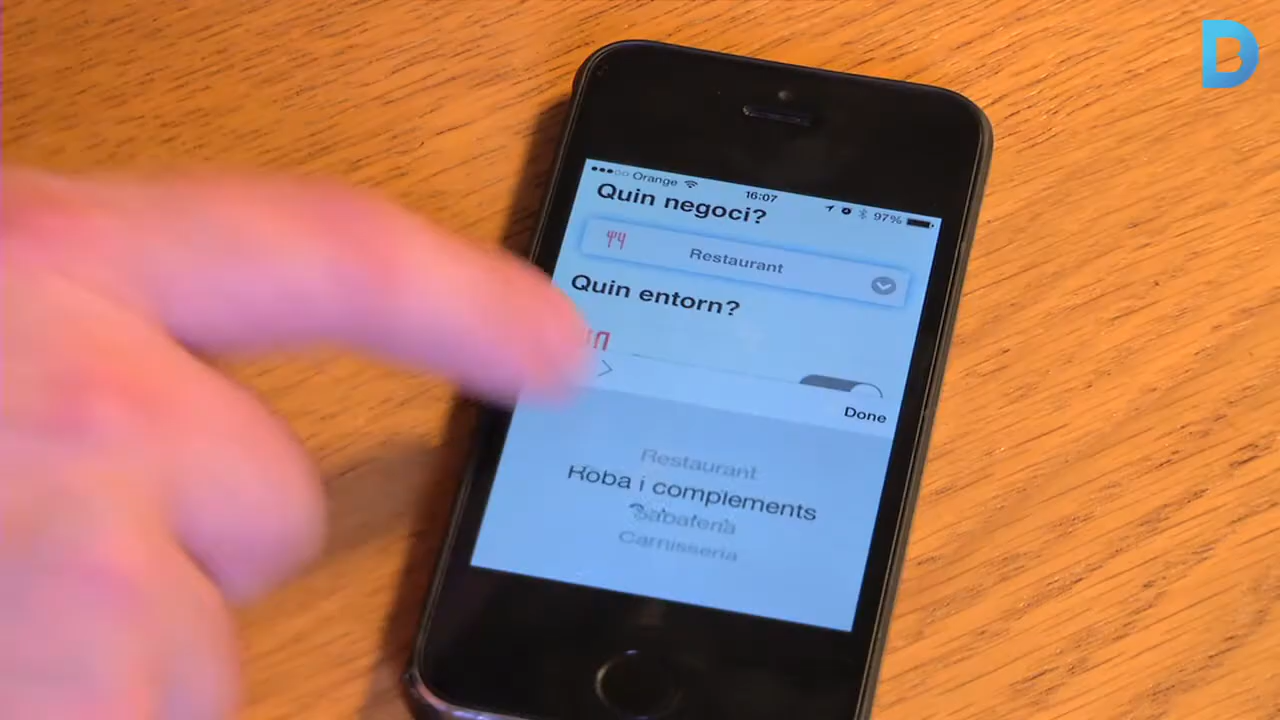 D
Orange 16:07 97%
Quin negoci?
Restaurant
Quin entorn?
Done
Restaurant
Roba i complements
Sabateria
Carnisseria